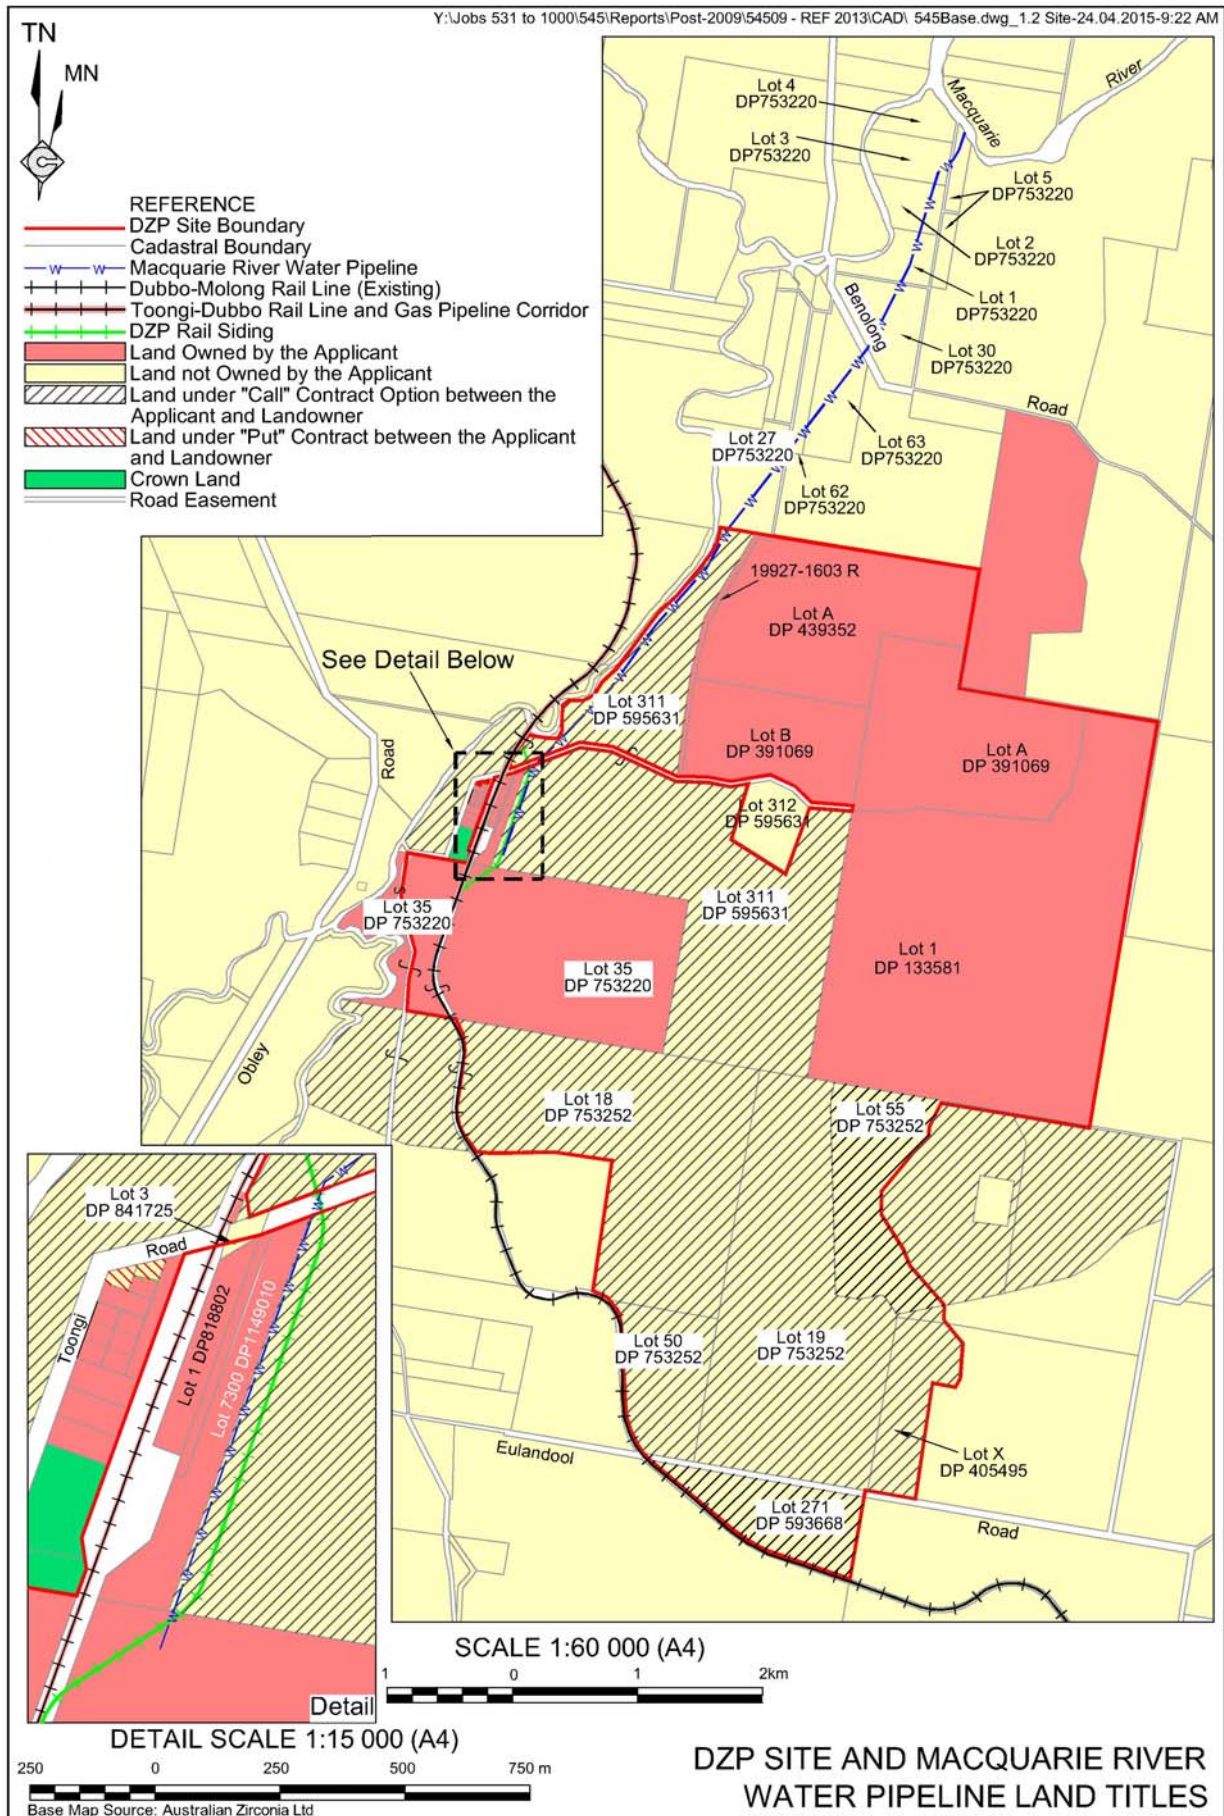 Y:\Jobs 531 to 1000\545\Reports\Post-2009\54509 - REF 2013\CAD\ 545Base.dwg_1.2 Site-24.04.2015-9:22 AM
TN
MN
REFERENCE
DZP Site Boundary
Cadastral Boundary
W W Macquarie River Water Pipeline
Dubbo-Molong Rail Line (Existing)
Toongi-Dubbo Rail Line and Gas Pipeline Corridor
DZP Rail Siding
Land Owned by the Applicant
Land not Owned by the Applicant
Land under "Call" Contract Option between the
Applicant and Landowner
Land under "Put" Contract between the Applicant
and Landowner
Crown Land
Road Easement
Macquarie
River
Lot 4
DP753220
Lot 3
DP753220
Lot 5
DP753220
Lot 2
DP753220
Lot 1
DP753220
Benolong
Lot 30
DP753220
Road
Lot 27
DP753220
Lot 63
DP753220
Lot 62
DP753220
19927-1603 R
Lot A
DP 439352
See Detail Below
Lot 311
DP 595631
Lot B
DP 391069
Lot A
DP 391069
Road
Lot 312
DP 595631
Lot 35
DP 753220
Lot 311
DP 595631
Lot 1
DP 133581
Lot 35
DP 753220
Obley
Lot 18
DP 753252
Lot 55
DP 753252
Lot 50
DP 753252
Lot 19
DP 753252
Eulandool
Lot X
DP 405495
Lot 271
DP 593668
Road
Lot 3
DP 841725
Road
Toongi
Lot 1 DP818802
Lot 7300 DP1149010
Detail
SCALE 1:60 000 (A4)
1 0 1 2km
DETAIL SCALE 1:15 000 (A4)
250 0 250 500 750 m
Base Map Source: Australian Zirconia Ltd
DZP SITE AND MACQUARIE RIVER
WATER PIPELINE LAND TITLES